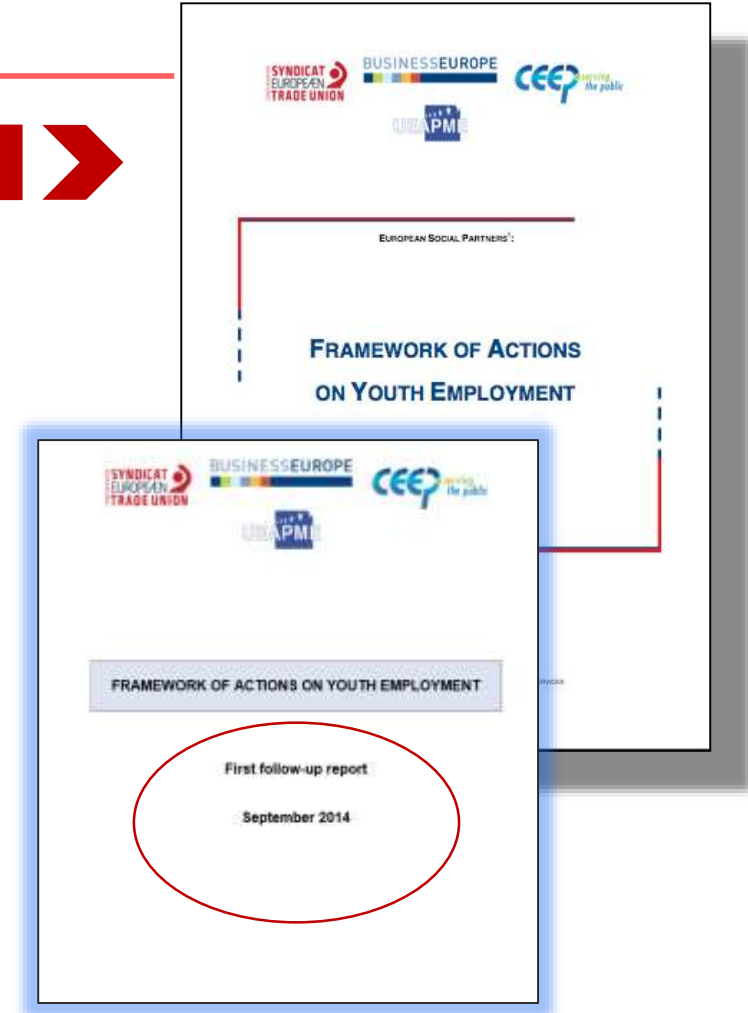 SYNDICAT
EUROPEAN
TRADE UNION
BUSINESSEUROPE
CEEP serving
the public
UEAPME
EUROPEAN SOCIAL PARTNERS':
FRAMEWORK OF ACTIONS
ON YOUTH EMPLOYMENT
SYNDICAT
EUROPEAN
TRADE UNION
BUSINESSEUROPE
CEEP serving
the public
UEAPME
FRAMEWORK OF ACTIONS ON YOUTH EMPLOYMENT
First follow-up report
September 2014